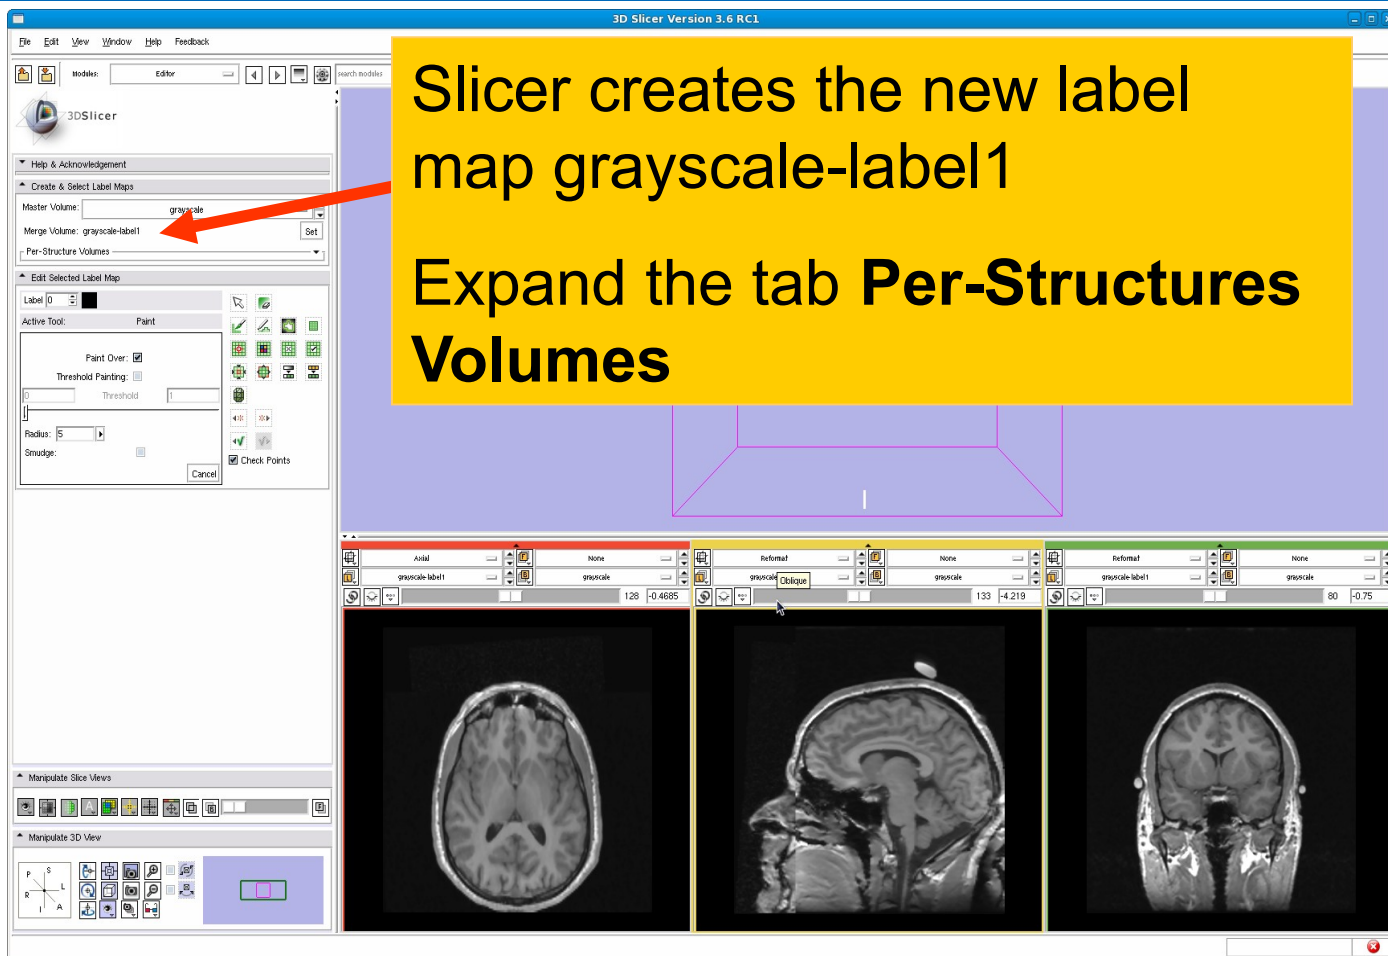 3D Slicer Version 3.6 RC1
File Edit View Window Help Feedback
Modules: Editor search modules
3DSlicer
Help & Acknowledgement
Create & Select Label Maps
Master Volume: grayscale
Merge Volume: grayscale-label1 Set
Per-Structure Volumes
Edit Selected Label Map
Label 0
Active Tool: Paint
Paint Over:
Threshold Painting:
0 Threshold 1
Radius: 5
Smudge:
Cancel
Check Points
Slicer creates the new label
map grayscale-label1
Expand the tab Per-Structures
Volumes
Axial None
grayscale-label1 grayscale
128 -0.4685
Reformat None
grayscale Oblique grayscale
133 -4.219
Reformat None
grayscale-label1 grayscale
80 -0.75
Manipulate Slice Views
Manipulate 3D View
P S
R L
I A